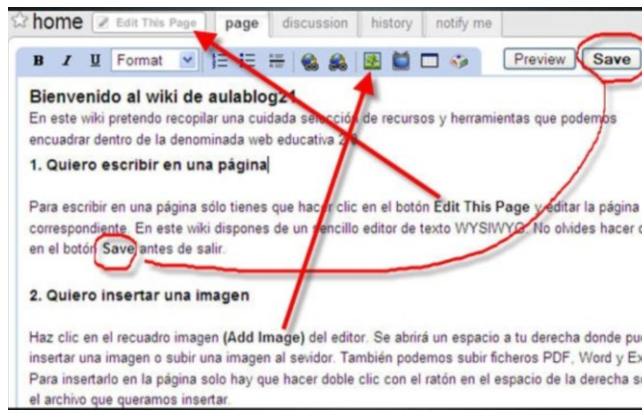 home Edit This Page page discussion history notify me
B I U Format Preview Save
Bienvenido al wiki de aulablog21
En este wiki pretendo recopilar una cuidada selección de recursos y herramientas que podemos
encuadrar dentro de la denominada web educativa
1. Quiero escribir en una página
Para escribir en una página sólo tienes que hacer clic en el botón Edit This Page y editar la página
correspondiente. En este wiki dispones de un sencillo editor de texto WYSIWYG. No olvides hacer
en el botón Save antes de salir.
2. Quiero insertar una imagen
Haz clic en el recuadro imagen (Add Image) del editor. Se abrirá un espacio a tu derecha donde
insertar una imagen o subir una imagen al sevidor. También podemos subir ficheros PDF, Word y
Para insertarlo en la página solo hay que hacer doble clic con el ratón en el espacio de la derecha
el archivo que queramos insertar.